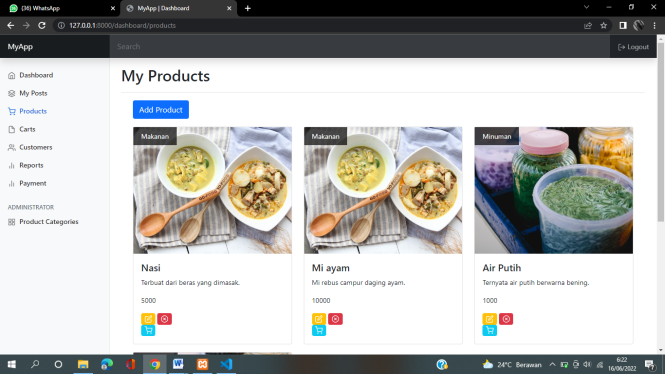 (36) WhatsApp
MyApp | Dashboard
127.0.0.1:8000/dashboard/products
MyApp
Search
Logout
Dashboard
My Posts
Products
Carts
Customers
Reports
Payment
ADMINISTRATOR
Product Categories
My Products
Add Product
Makanan
Nasi
Terbuat dari beras yang dimasak.
5000
Makanan
Mi ayam
Mi rebus campur daging ayam.
10000
Minuman
Air Putih
Ternyata air putih berwarna bening.
1000
24°C Berawan
6:22
16/06/2022